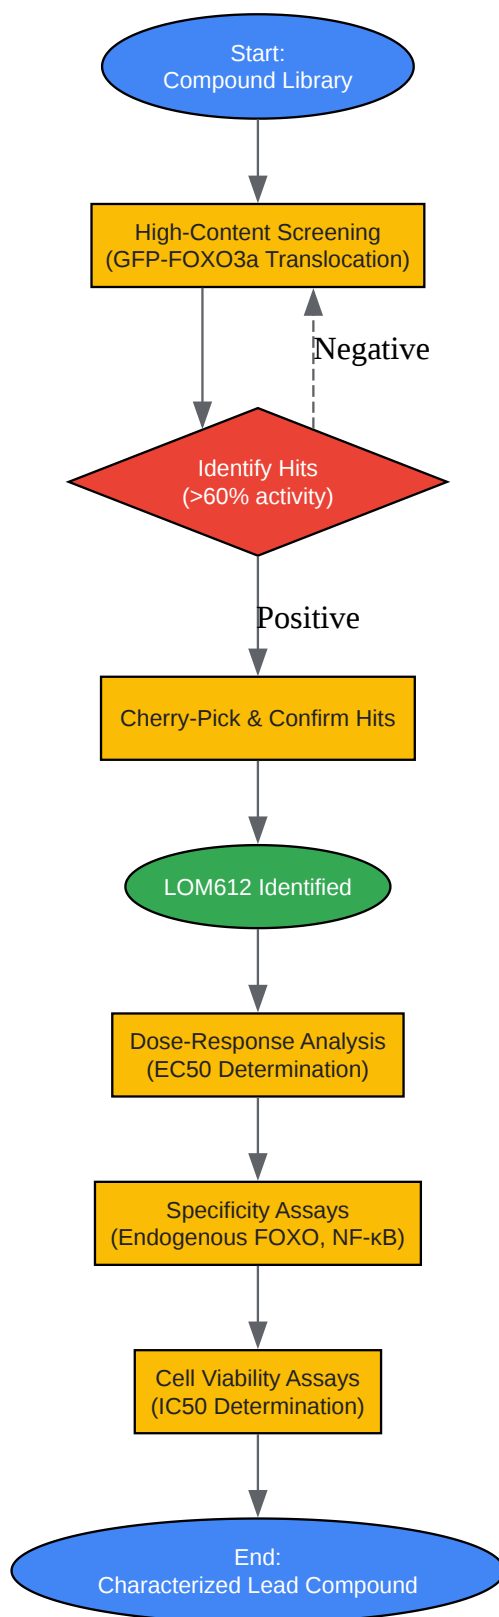 Start:
Compound Library
High-Content Screening
(GFP-FOXO3a Translocation)
Negative
Identify Hits
(>60% activity)
Positive
Cherry-Pick & Confirm Hits
LOM612 Identified
Dose-Response Analysis
(EC50 Determination)
Specificity Assays
(Endogenous FOXO, NF-κB)
Cell Viability Assays
(IC50 Determination)
End:
Characterized Lead Compound